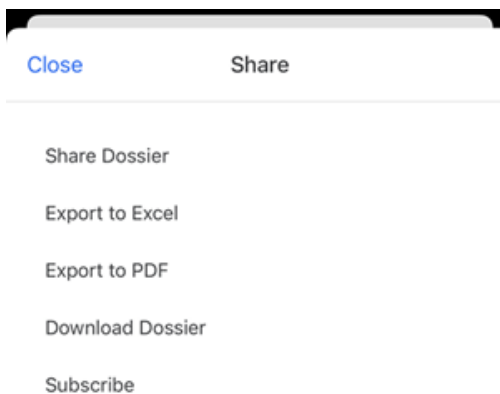 Close Share
Share Dossier
Export to Excel
Export to PDF
Download Dossier
Subscribe